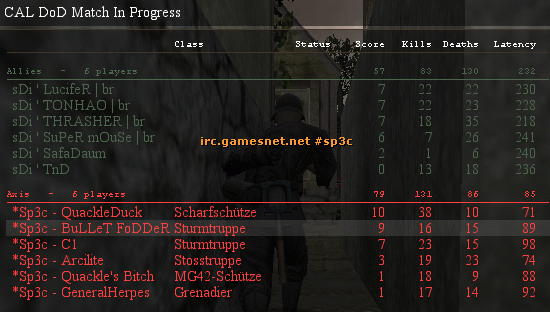 CAL DoD Match In Progress
Class Status Score Kills Deaths Latency
Allies - 6 players 57 83 130 232
sDi ' LucifeR | br 7 22 22 230
sDi ' TONHAO | br 7 22 23 228
sDi ' THRASHER | br 7 18 35 218
sDi ' SuPeR mOuSe | br 6 7 26 241
irc.gamesnet.net #sp3c
sDi ' SafaDaum 2 1 6 240
sDi ' TnD 0 13 18 236
Axis - 6 players 79 131 86 85
*Sp3c - QuackleDuck Scharfschütze 10 38 10 71
*Sp3c - BuLLeT FoDDeR Sturmtruppe 9 16 15 89
*Sp3c - C1 Sturmtruppe 7 23 15 98
*Sp3c - Arcilite Stosstruppe 3 19 23 74
*Sp3c - Quackle's Bitch MG42-Schütze 1 18 9 88
*Sp3c - GeneralHerpes Grenadier 1 17 14 92